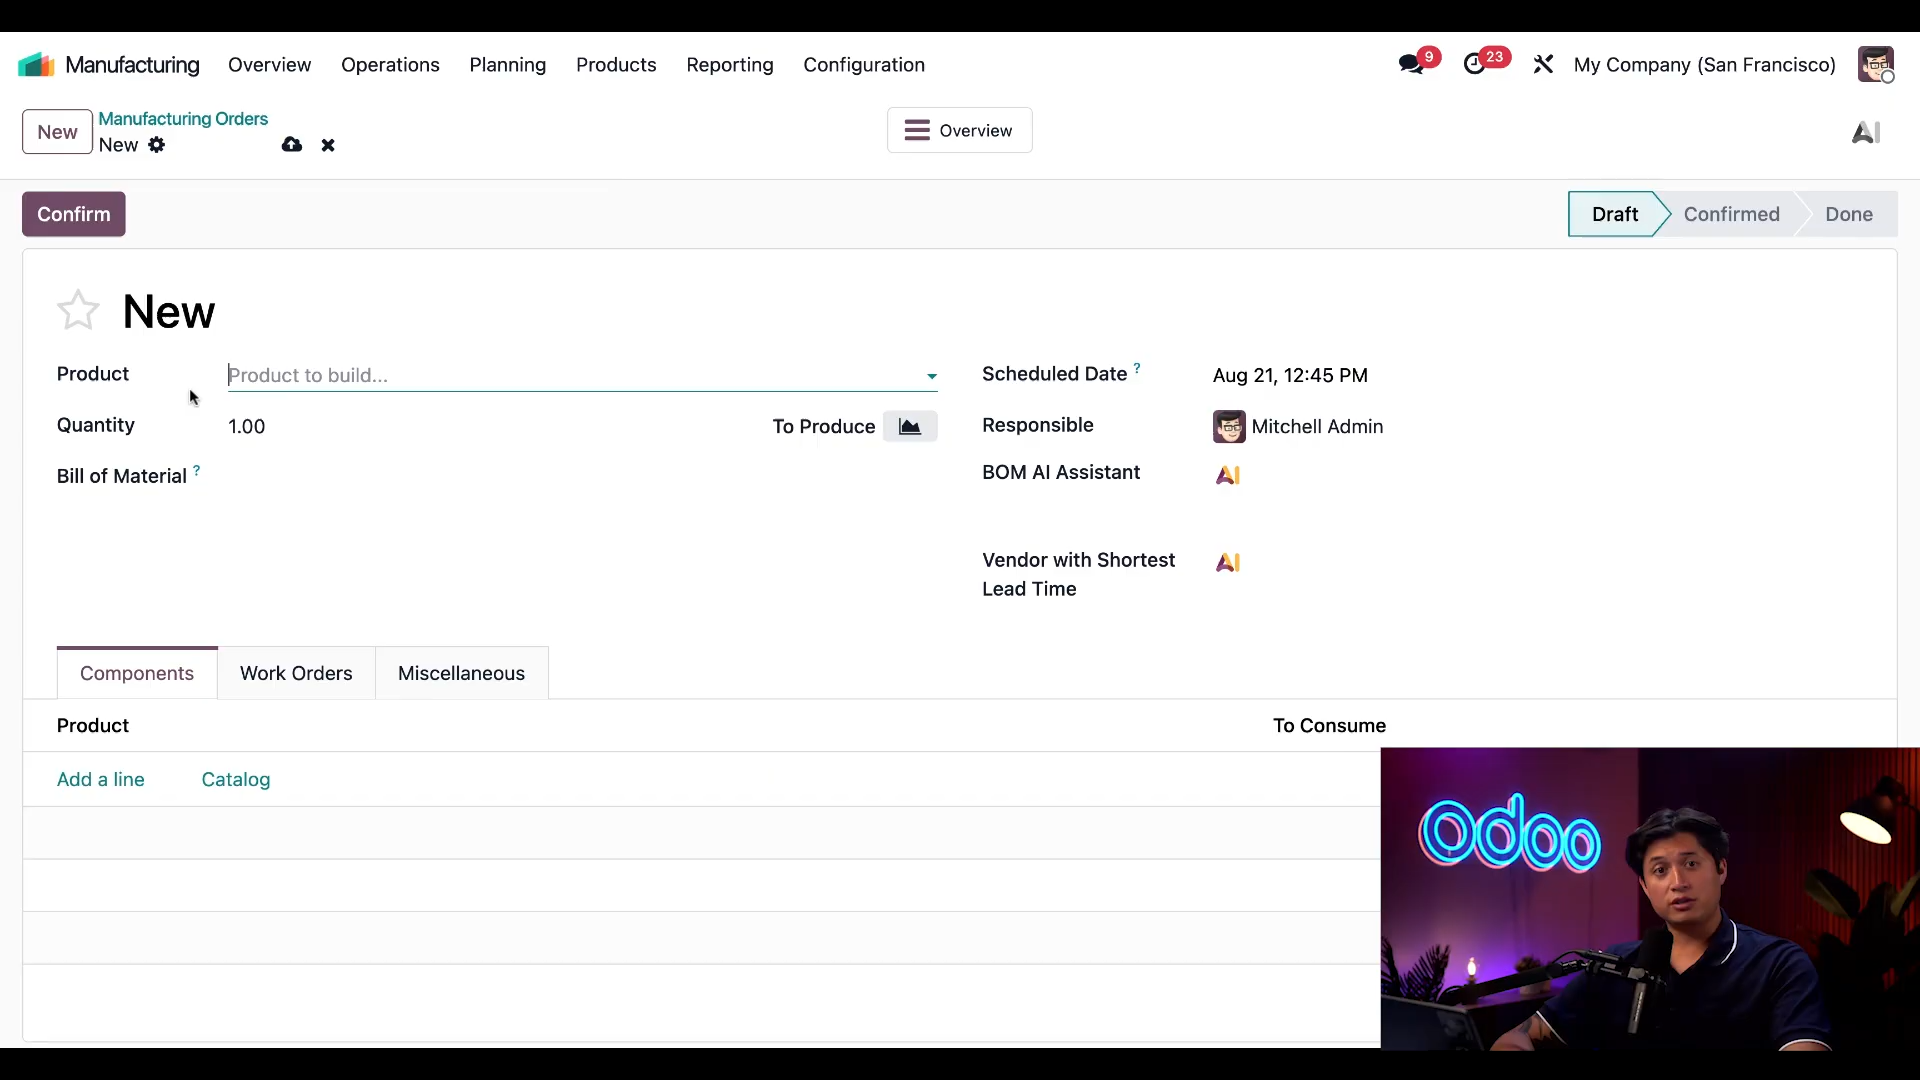 Manufacturing Overview Operations Planning Products Reporting Configuration 9 23 My Company (San Francisco)
New Manufacturing Orders
New
Overview
AI
Confirm
Draft Confirmed Done
New
Product Product to build...
Quantity 1.00 To Produce
Bill of Material ?
Scheduled Date ? Aug 21, 12:45 PM
Responsible Mitchell Admin
BOM AI Assistant AI
Vendor with Shortest AI
Lead Time
Components Work Orders Miscellaneous
Product To Consume
Add a line Catalog
odoo